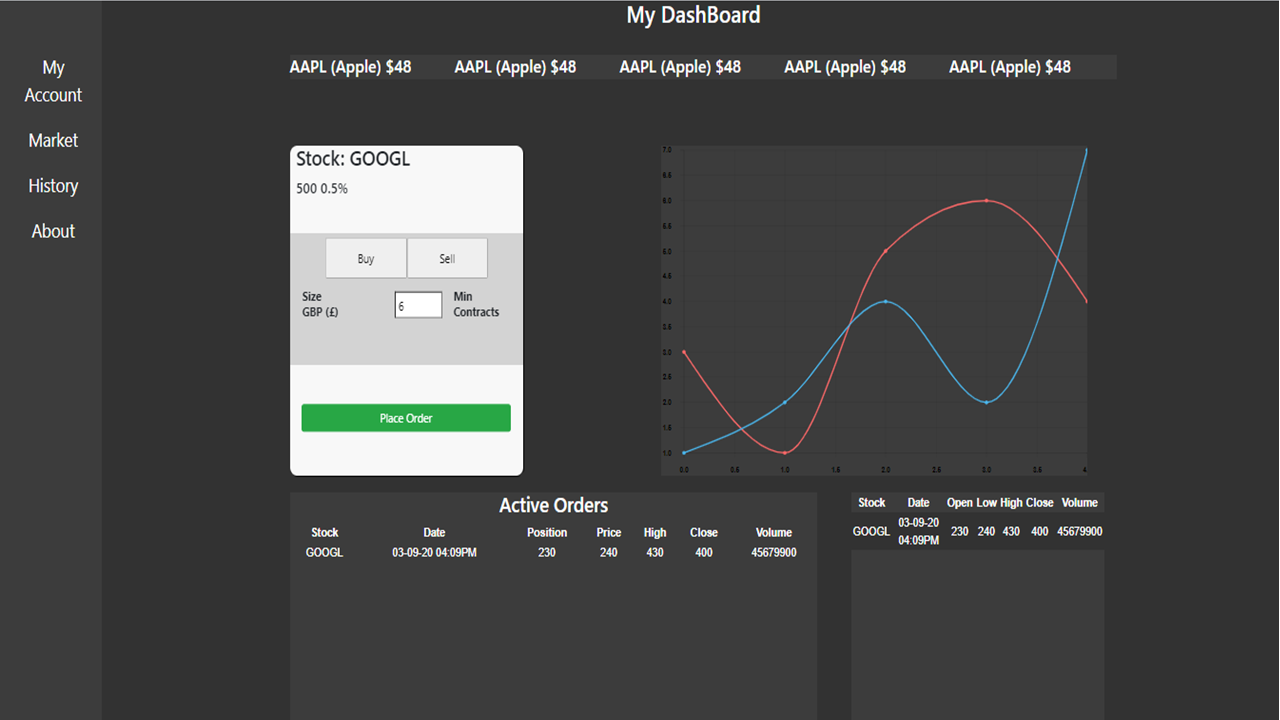 My DashBoard
My
Account
Market
History
About
AAPL (Apple) $48 AAPL (Apple) $48 AAPL (Apple) $48 AAPL (Apple) $48 AAPL (Apple) $48
Stock: GOOGL
500 0.5%
Buy Sell
Size
GBP (£)
6
Min
Contracts
Place Order
7.0
6.5
6.0
5.5
5.0
4.5
4.0
3.5
3.0
2.5
2.0
1.5
1.0
0.0 0.5 1.0 1.5 2.0 2.5 3.0 3.5 4
Active Orders
Stock Date Position Price High Close Volume
GOOGL 03-09-20 04:09PM 230 240 430 400 45679900
Stock Date Open Low High Close Volume
GOOGL 03-09-20 04:09PM 230 240 430 400 45679900